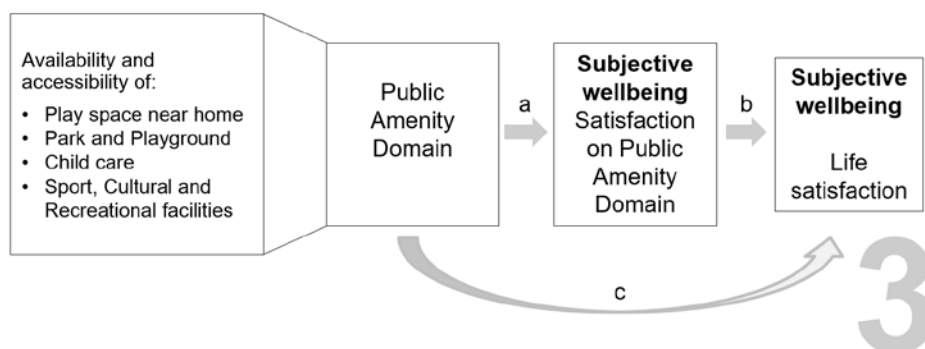 Availability and
accessibility of:
• Play space near home
• Park and Playground
• Child care
• Sport, Cultural and
Recreational facilities
Public
Amenity
Domain
a
Subjective
wellbeing
Satisfaction
on Public
Amenity
Domain
b
Subjective
wellbeing
Life
satisfaction
c
3